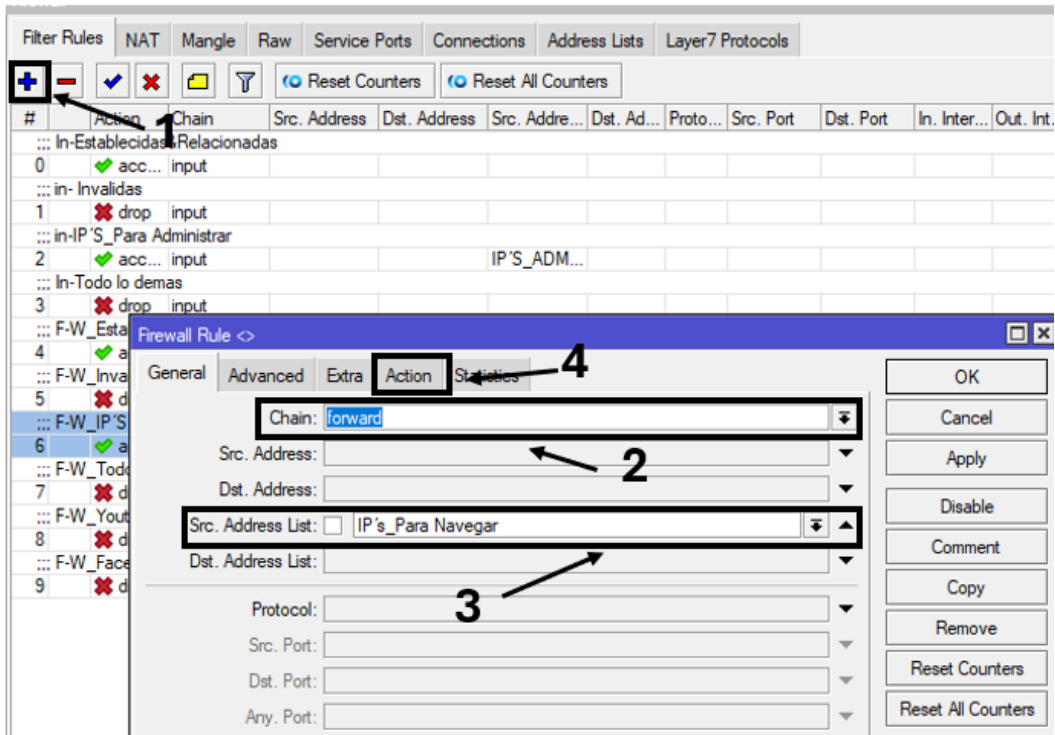 Filter Rules NAT Mangle Raw Service Ports Connections Address Lists Layer7 Protocols
Reset Counters Reset All Counters
# Action Chain Src. Address Dst. Address Src. Addre... Dst. Ad... Proto... Src. Port Dst. Port In. Inter... Out. Int.
1
::: In-Establecidas Relacionadas
0 acc... input
::: in- Invalidas
1 drop input
::: in-IP´S_Para Administrar
2 acc... input IP´S_ADM...
::: In-Todo lo demas
3 drop input
::: F-W_Esta
4 a
::: F-W_Inva
5 d
::: F-W_IP´S
6 a
::: F-W_Todo
7 d
::: F-W_Yout
8 d
::: F-W_Face
9 d
Firewall Rule <>
General Advanced Extra Action Statistics
4
Chain: forward
2
Src. Address:
Dst. Address:
Src. Address List: IP´s_Para Navegar
Dst. Address List:
3
Protocol:
Src. Port:
Dst. Port:
Any. Port:
OK
Cancel
Apply
Disable
Comment
Copy
Remove
Reset Counters
Reset All Counters